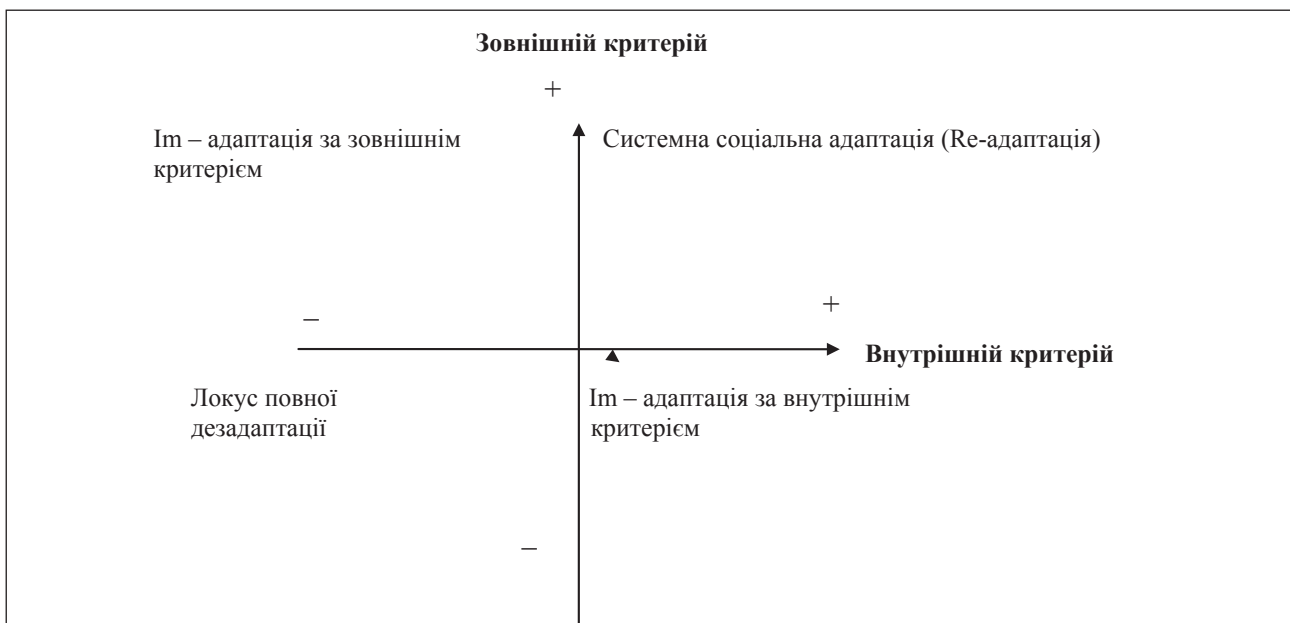 Зовнішній критерій
+
Im – адаптація за зовнішнім
критерієм
Системна соціальна адаптація (Re-адаптація)
–
+
Внутрішній критерій
Локус повної
дезадаптації
Im – адаптація за внутрішнім
критерієм
–